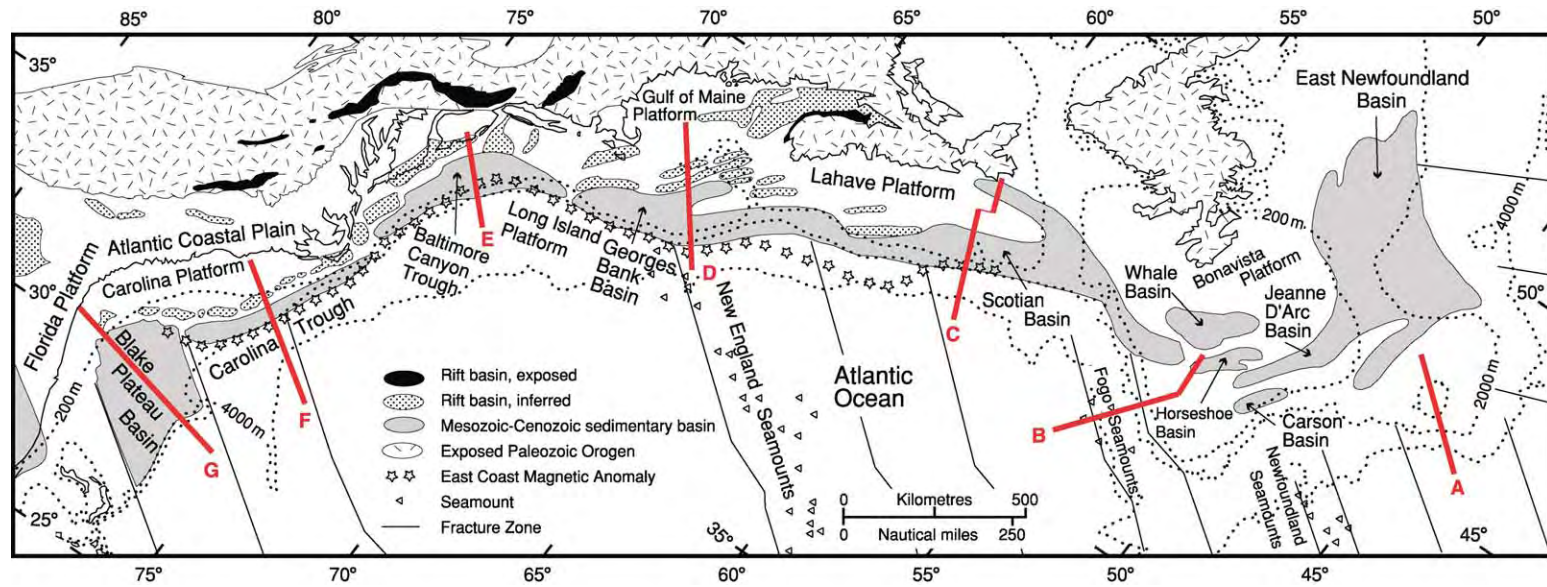 85°
80°
75°
70°
65°
60°
55°
50°
35°
30°
25°
Gulf of Maine
Platform
East Newfoundland
Basin
Lahave Platform
200 m.
4000 m
Atlantic Coastal Plain
Carolina Platform
Florida Platform
Baltimore
Canyon
Trough
E
Long Island
Platform
Georges
Bank
Basin
D
Scotian
Basin
C
Whale
Basin
Bonavista
Platform
Jeanne
D'Arc
Basin
50°
Carolina Trough
Blake
Plateau
Basin
200 m
4000 m
F
G
New England Seamounts
Atlantic
Ocean
Fogo
Seamounts
B
Horseshoe
Basin
Carson
Basin
Newfoundland
Seamdunts
2000 m
A
Rift basin, exposed
Rift basin, inferred
Mesozoic-Cenozoic sedimentary basin
Exposed Paleozoic Orogen
East Coast Magnetic Anomaly
Seamount
Fracture Zone
0 Kilometres 500
0 Nautical miles 250
35°
45°
75°
70°
65°
60°
55°
50°
45°